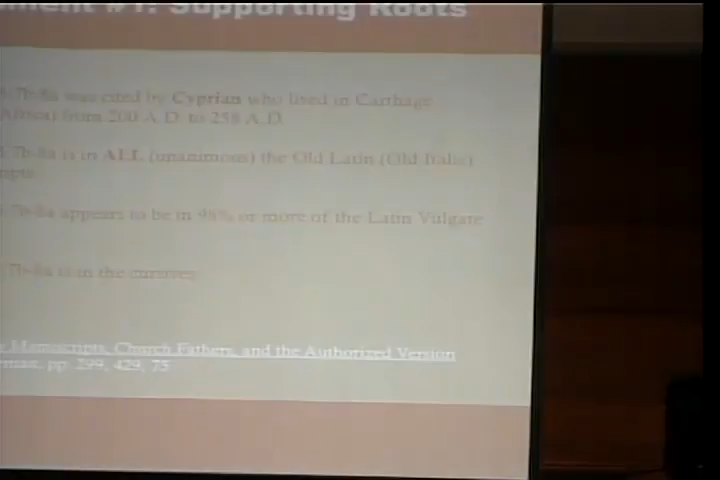 #1: Supporting Roots
7b-8a was cited by Cyprian who lived in Carthage
Africa) from 200 A.D. to 258 A.D.
7b-8a is in ALL (unanimous) the Old Latin (Old Italic)
7b-8a appears to be in 98% or more of the Latin Vulgate
7b-8a is in the cursives
Manuscripts, Church Fathers, and the Authorized Version
pp. 299, 429, 75